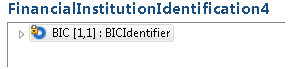 FinancialInstitutionIdentification4
BIC [1,1] : BICIdentifier